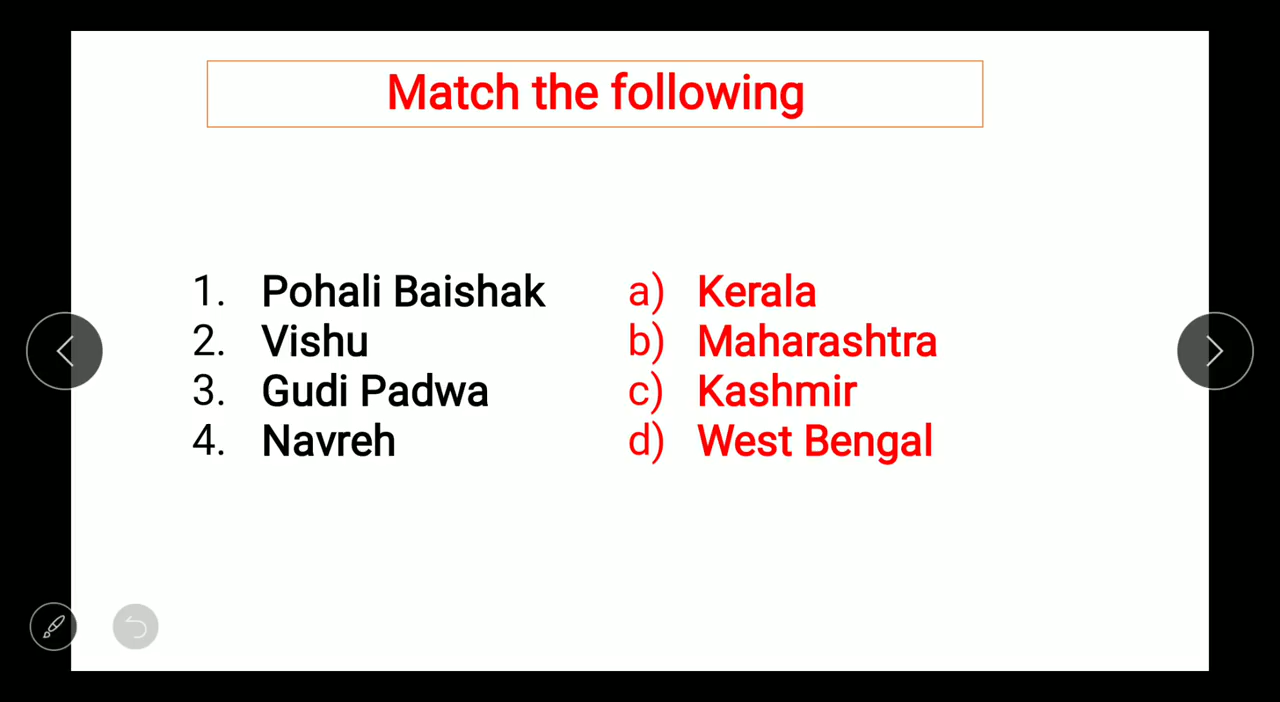 Match the following
1. Pohali Baishak a) Kerala
2. Vishu b) Maharashtra
3. Gudi Padwa c) Kashmir
4. Navreh d) West Bengal